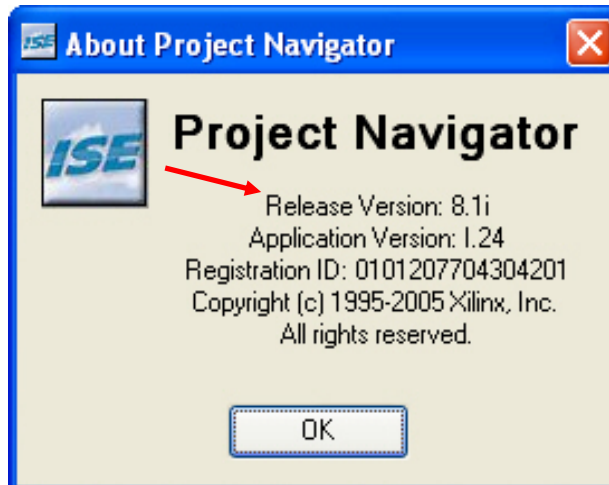 ISE About Project Navigator
ISE
Project Navigator
Release Version: 8.1i
Application Version: I.24
Registration ID: 0101207704304201
Copyright (c) 1995-2005 Xilinx, Inc.
All rights reserved.
OK